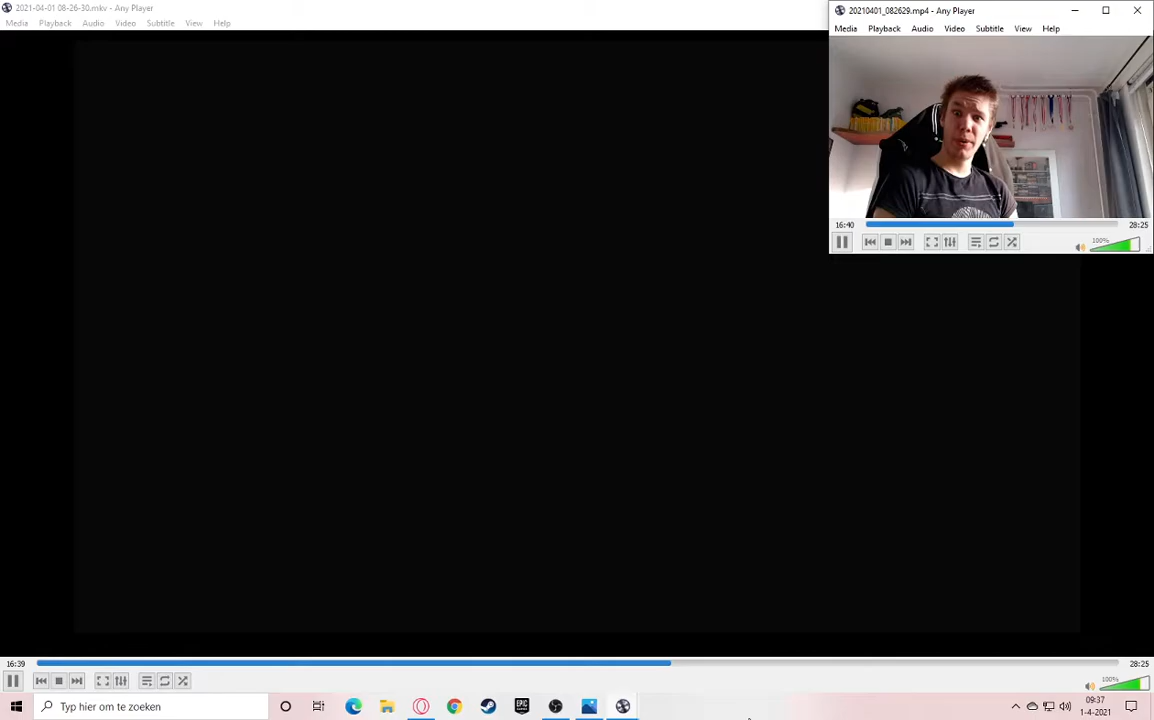 2021-04-01 08-26-30.mkv - Any Player
Media Playback Audio Video Subtitle View Help
20210401_082629.mp4 - Any Player
Media Playback Audio Video Subtitle View Help
16:40 28:25
100%
16:39 28:25
100%
Typ hier om te zoeken
EPIC
09:37
1-4-2021